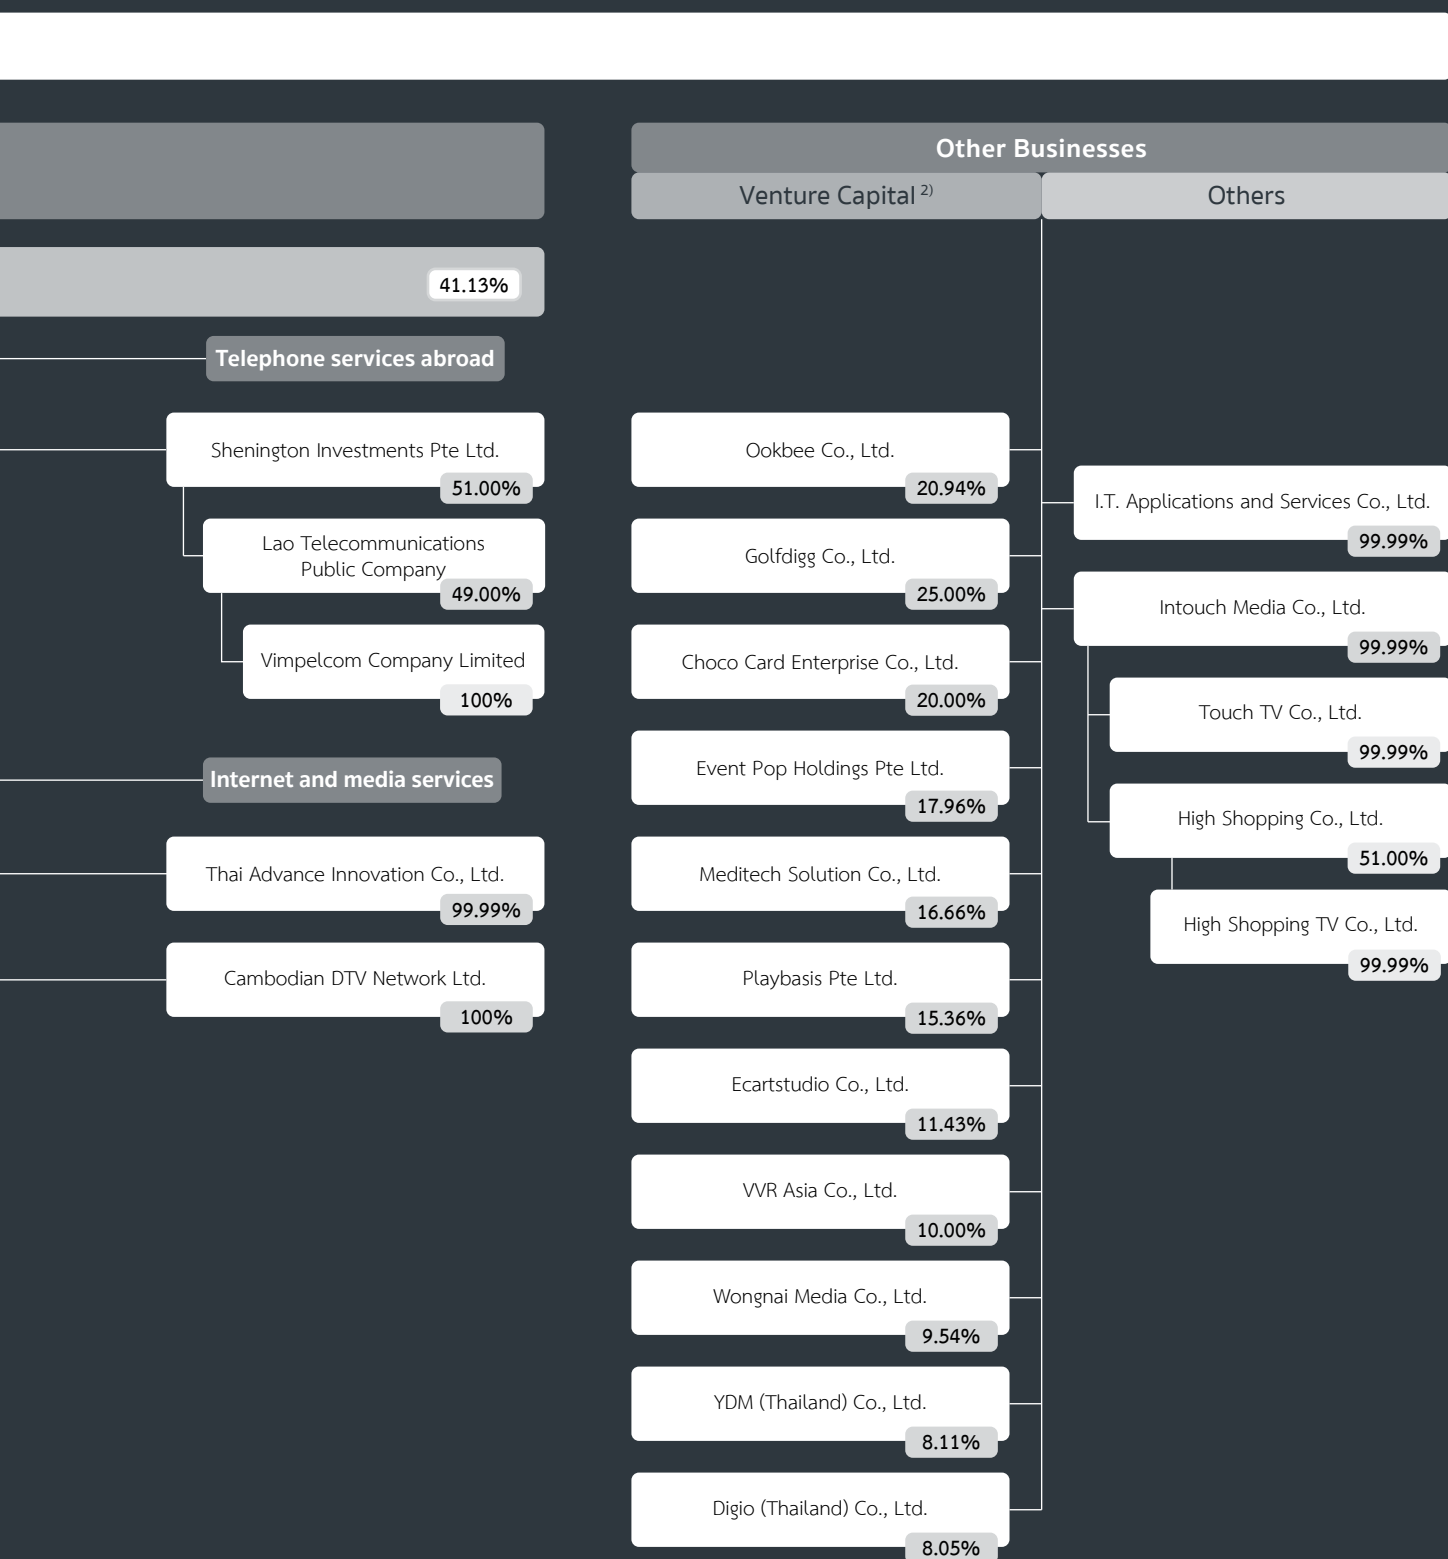 41.13%
Telephone services abroad
Shenington Investments Pte Ltd.
51.00%
Lao Telecommunications
Public Company
49.00%
Vimpelcom Company Limited
100%
Internet and media services
Thai Advance Innovation Co., Ltd.
99.99%
Cambodian DTV Network Ltd.
100%
Other Businesses
Venture Capital 2)
Ookbee Co., Ltd.
20.94%
Golfdigg Co., Ltd.
25.00%
Choco Card Enterprise Co., Ltd.
20.00%
Event Pop Holdings Pte Ltd.
17.96%
Meditech Solution Co., Ltd.
16.66%
Playbasis Pte Ltd.
15.36%
Ecartstudio Co., Ltd.
11.43%
VVR Asia Co., Ltd.
10.00%
Wongnai Media Co., Ltd.
9.54%
YDM (Thailand) Co., Ltd.
8.11%
Digio (Thailand) Co., Ltd.
8.05%
Others
I.T. Applications and Services Co., Ltd.
99.99%
Intouch Media Co., Ltd.
99.99%
Touch TV Co., Ltd.
99.99%
High Shopping Co., Ltd.
51.00%
High Shopping TV Co., Ltd.
99.99%